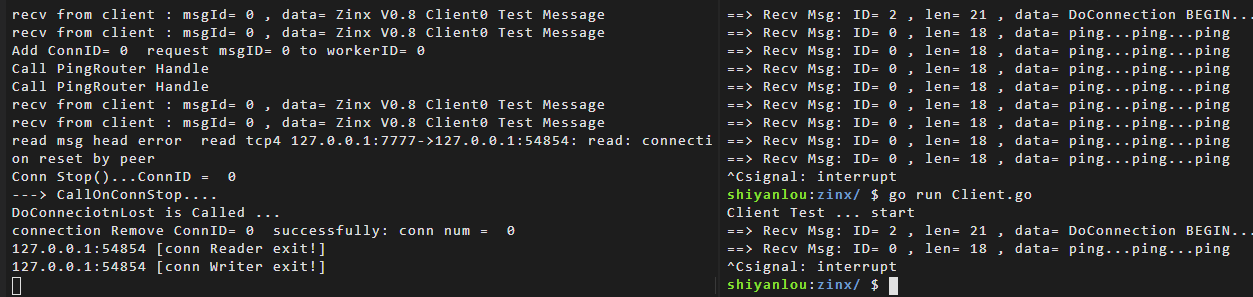 recv from client : msgId= 0 , data= Zinx V0.8 Client0 Test Message
recv from client : msgId= 0 , data= Zinx V0.8 Client0 Test Message
Add ConnID= 0  request msgID= 0 to workerID= 0
Call PingRouter Handle
Call PingRouter Handle
recv from client : msgId= 0 , data= Zinx V0.8 Client0 Test Message
recv from client : msgId= 0 , data= Zinx V0.8 Client0 Test Message
read msg head error  read tcp4 127.0.0.1:7777->127.0.0.1:54854: read: connecti
on reset by peer
Conn Stop()...ConnID =  0
---> CallOnConnStop....
DoConneciotnLost is Called ...
connection Remove ConnID= 0  successfully: conn num =  0
127.0.0.1:54854 [conn Reader exit!]
127.0.0.1:54854 [conn Writer exit!]
==> Recv Msg: ID= 2 , len= 21 , data= DoConnection BEGIN...
==> Recv Msg: ID= 0 , len= 18 , data= ping...ping...ping
==> Recv Msg: ID= 0 , len= 18 , data= ping...ping...ping
==> Recv Msg: ID= 0 , len= 18 , data= ping...ping...ping
==> Recv Msg: ID= 0 , len= 18 , data= ping...ping...ping
==> Recv Msg: ID= 0 , len= 18 , data= ping...ping...ping
==> Recv Msg: ID= 0 , len= 18 , data= ping...ping...ping
==> Recv Msg: ID= 0 , len= 18 , data= ping...ping...ping
==> Recv Msg: ID= 0 , len= 18 , data= ping...ping...ping
^Csignal: interrupt
shiyanlou:zinx/ $ go run Client.go
Client Test ... start
==> Recv Msg: ID= 2 , len= 21 , data= DoConnection BEGIN...
==> Recv Msg: ID= 0 , len= 18 , data= ping...ping...ping
^Csignal: interrupt
shiyanlou:zinx/ $